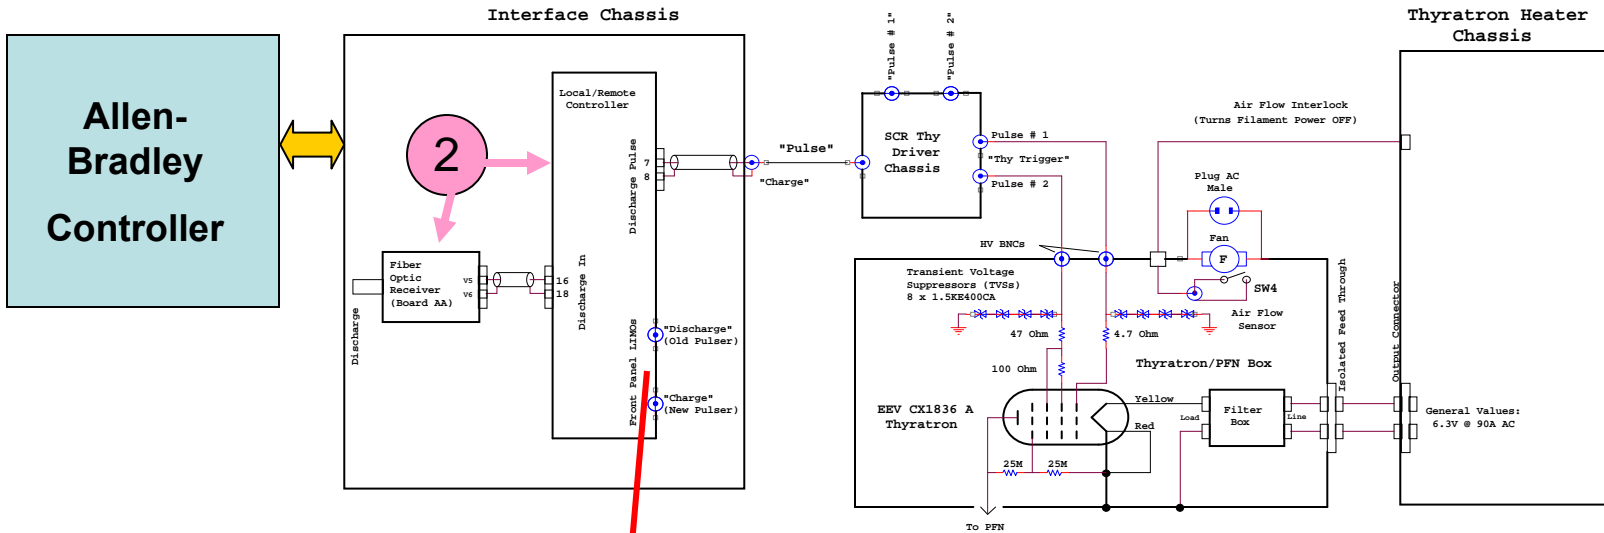 Interface Chassis
Thyratron Heater
Chassis
Allen-
Bradley
Controller
2
Local/Remote
Controller
Discharge Pulse
7
8
"Pulse"
"Charge"
Fiber
Optic
Receiver
(Board AA)
V5
V6
Discharge
16
18
Discharge In
Front Panel LIMOs
"Discharge"
(Old Pulser)
"Charge"
(New Pulser)
"Pulse # 1"
"Pulse # 2"
SCR Thy
Driver
Chassis
Pulse # 1
"Thy Trigger"
Pulse # 2
Air Flow Interlock
(Turns Filament Power OFF)
Plug AC
Male
Fan
F
SW4
Air Flow
Sensor
HV BNCs
Transient Voltage
Suppressors (TVSs)
8 x 1.5KE400CA
47 Ohm
4.7 Ohm
100 Ohm
Thyratron/PFN Box
EEV CX1836 A
Thyratron
Yellow
Red
25M
25M
To PFN
Load
Filter
Box
Line
Isolated Feed Through
Output Connector
General Values:
6.3V @ 90A AC